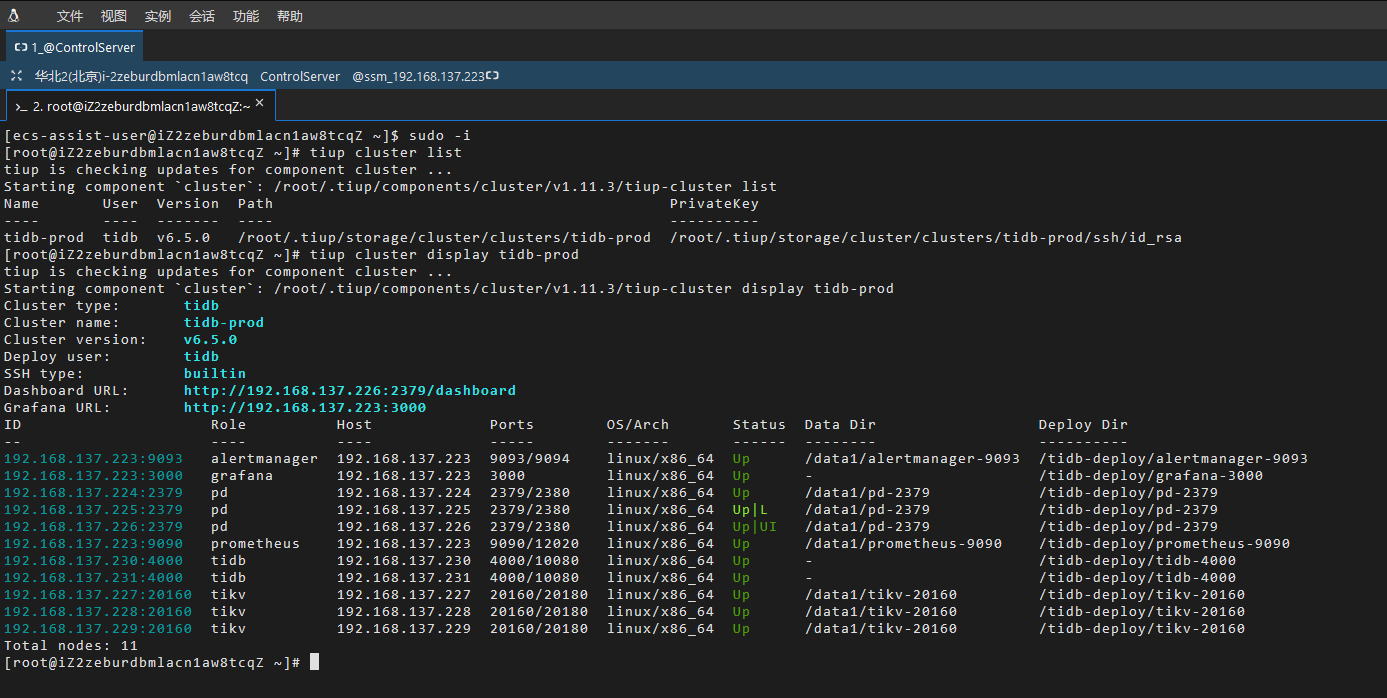 文件 视图 实例 会话 功能 帮助
1_@ControlServer
华北2(北京)i-2zeburdbmlacn1aw8tcq ControlServer @ssm_192.168.137.223
>_ 2. root@iZ2zeburdbmlacn1aw8tcqZ:~ ×
[ecs-assist-user@iZ2zeburdbmlacn1aw8tcqZ ~]$ sudo -i
[root@iZ2zeburdbmlacn1aw8tcqZ ~]# tiup cluster list
tiup is checking updates for component cluster ...
Starting component `cluster`: /root/.tiup/components/cluster/v1.11.3/tiup-cluster list
Name User Version Path PrivateKey
---- ---- ------- ---- ----------
tidb-prod tidb v6.5.0 /root/.tiup/storage/cluster/clusters/tidb-prod /root/.tiup/storage/cluster/clusters/tidb-prod/ssh/id_rsa
[root@iZ2zeburdbmlacn1aw8tcqZ ~]# tiup cluster display tidb-prod
tiup is checking updates for component cluster ...
Starting component `cluster`: /root/.tiup/components/cluster/v1.11.3/tiup-cluster display tidb-prod
Cluster type: tidb
Cluster name: tidb-prod
Cluster version: v6.5.0
Deploy user: tidb
SSH type: builtin
Dashboard URL: http://192.168.137.226:2379/dashboard
Grafana URL: http://192.168.137.223:3000
ID Role Host Ports OS/Arch Status Data Dir Deploy Dir
-- ---- ---- ----- ------- ------ -------- ----------
192.168.137.223:9093 alertmanager 192.168.137.223 9093/9094 linux/x86_64 Up /data1/alertmanager-9093 /tidb-deploy/alertmanager-9093
192.168.137.223:3000 grafana 192.168.137.223 3000 linux/x86_64 Up - /tidb-deploy/grafana-3000
192.168.137.224:2379 pd 192.168.137.224 2379/2380 linux/x86_64 Up /data1/pd-2379 /tidb-deploy/pd-2379
192.168.137.225:2379 pd 192.168.137.225 2379/2380 linux/x86_64 Up|L /data1/pd-2379 /tidb-deploy/pd-2379
192.168.137.226:2379 pd 192.168.137.226 2379/2380 linux/x86_64 Up|UI /data1/pd-2379 /tidb-deploy/pd-2379
192.168.137.223:9090 prometheus 192.168.137.223 9090/12020 linux/x86_64 Up /data1/prometheus-9090 /tidb-deploy/prometheus-9090
192.168.137.230:4000 tidb 192.168.137.230 4000/10080 linux/x86_64 Up - /tidb-deploy/tidb-4000
192.168.137.231:4000 tidb 192.168.137.231 4000/10080 linux/x86_64 Up - /tidb-deploy/tidb-4000
192.168.137.227:20160 tikv 192.168.137.227 20160/20180 linux/x86_64 Up /data1/tikv-20160 /tidb-deploy/tikv-20160
192.168.137.228:20160 tikv 192.168.137.228 20160/20180 linux/x86_64 Up /data1/tikv-20160 /tidb-deploy/tikv-20160
192.168.137.229:20160 tikv 192.168.137.229 20160/20180 linux/x86_64 Up /data1/tikv-20160 /tidb-deploy/tikv-20160
Total nodes: 11
[root@iZ2zeburdbmlacn1aw8tcqZ ~]#